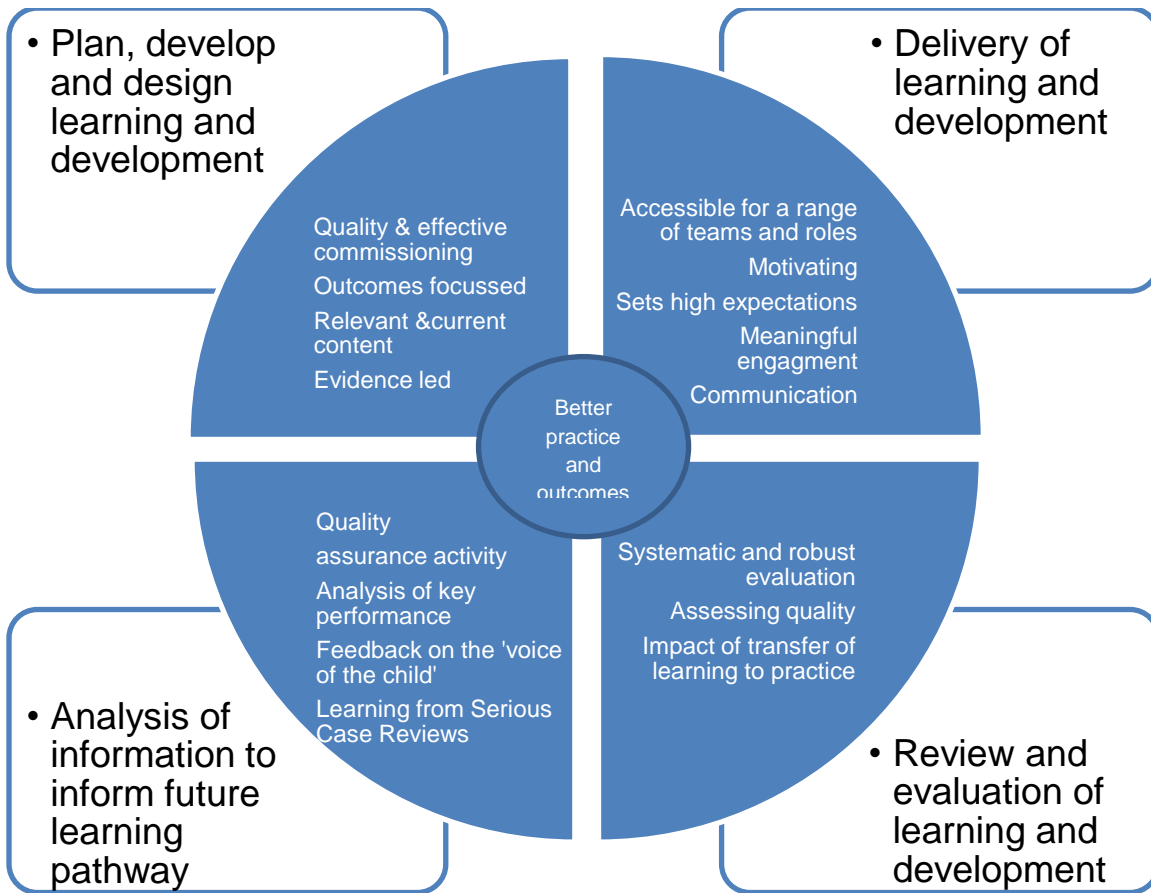 • Plan, develop
and design
learning and
development
• Delivery of
learning and
development
Quality & effective
commissioning
Outcomes focussed
Relevant &current
content
Evidence led
Accessible for a range
of teams and roles
Motivating
Sets high expectations
Meaningful
engagment
Communication
Better
practice
and
outcomes
Quality
assurance activity
Analysis of key
performance
Feedback on the 'voice
of the child'
Learning from Serious
Case Reviews
Systematic and robust
evaluation
Assessing quality
Impact of transfer of
learning to practice
• Analysis of
information to
inform future
learning
pathway
• Review and
evaluation of
learning and
development